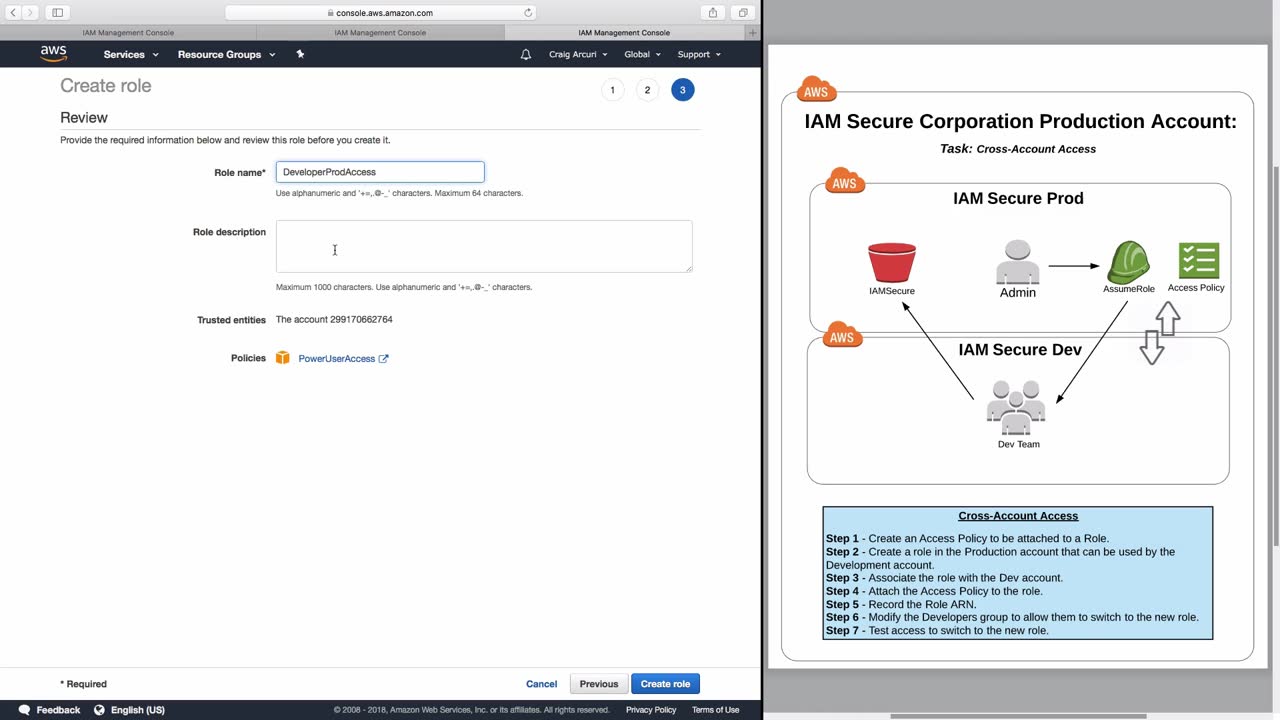 console.aws.amazon.com
IAM Management Console
IAM Management Console
IAM Management Console
aws
Services
Resource Groups
Craig Arcuri
Global
Support
Create role
1
2
3
Review
Provide the required information below and review this role before you create it.
Role name*
DeveloperProdAccess
Use alphanumeric and '+=,.@-_' characters. Maximum 64 characters.
Role description
Maximum 1000 characters. Use alphanumeric and '+=,.@-_' characters.
Trusted entities
The account 299170662764
Policies
PowerUserAccess
* Required
Cancel
Previous
Create role
Feedback
English (US)
© 2008 - 2018, Amazon Web Services, Inc. or its affiliates. All rights reserved.
Privacy Policy
Terms of Use
AWS
IAM Secure Corporation Production Account:
Task: Cross-Account Access
AWS
IAM Secure Prod
IAMSecure
Admin
AssumeRole
Access Policy
AWS
IAM Secure Dev
Dev Team
Cross-Account Access
Step 1 - Create an Access Policy to be attached to a Role.
Step 2 - Create a role in the Production account that can be used by the
Development account.
Step 3 - Associate the role with the Dev account.
Step 4 - Attach the Access Policy to the role.
Step 5 - Record the Role ARN.
Step 6 - Modify the Developers group to allow them to switch to the new role.
Step 7 - Test access to switch to the new role.